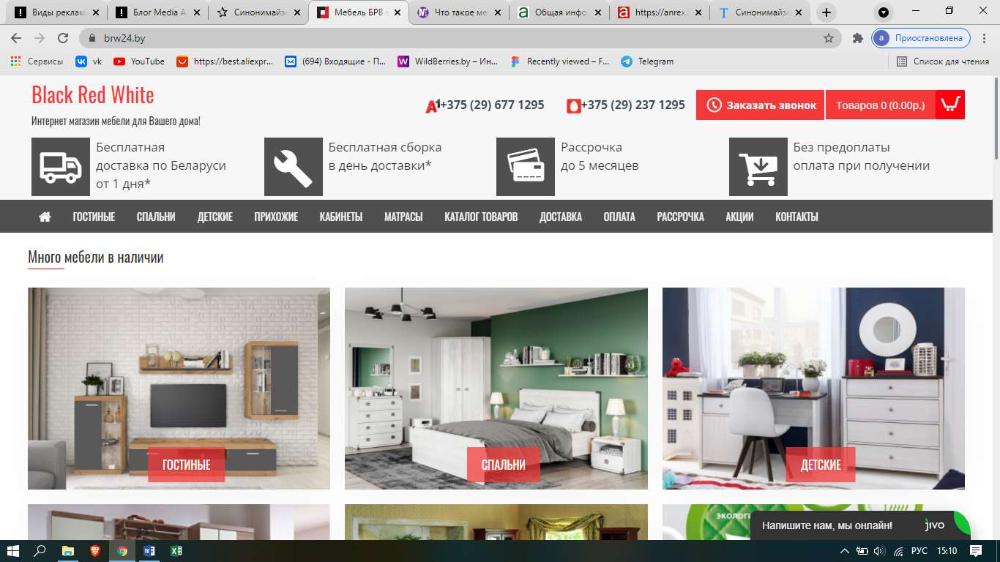 Виды реклам
Блог Media A
Синонимайз
Мебель БРВ
Что такое ме
Общая инфо
https://anrex.
Синонимайзе
brw24.by
Приостановлена
Сервисы
vk
YouTube
https://best.aliexpr...
(694) Входящие - П...
WildBerries.by – Ин...
Recently viewed – F...
Telegram
Список для чтения
Black Red White
Интернет магазин мебели для Вашего дома!
+375 (29) 677 1295
+375 (29) 237 1295
Заказать звонок
Товаров 0 (0.00р.)
Бесплатная
доставка по Беларуси
от 1 дня*
Бесплатная сборка
в день доставки*
Рассрочка
до 5 месяцев
Без предоплаты
оплата при получении
ГОСТИНЫЕ
СПАЛЬНИ
ДЕТСКИЕ
ПРИХОЖИЕ
КАБИНЕТЫ
МАТРАСЫ
КАТАЛОГ ТОВАРОВ
ДОСТАВКА
ОПЛАТА
РАССРОЧКА
АКЦИИ
КОНТАКТЫ
Много мебели в наличии
ГОСТИНЫЕ
СПАЛЬНИ
ДЕТСКИЕ
Напишите нам, мы онлайн!
jivo
РУС
15:10